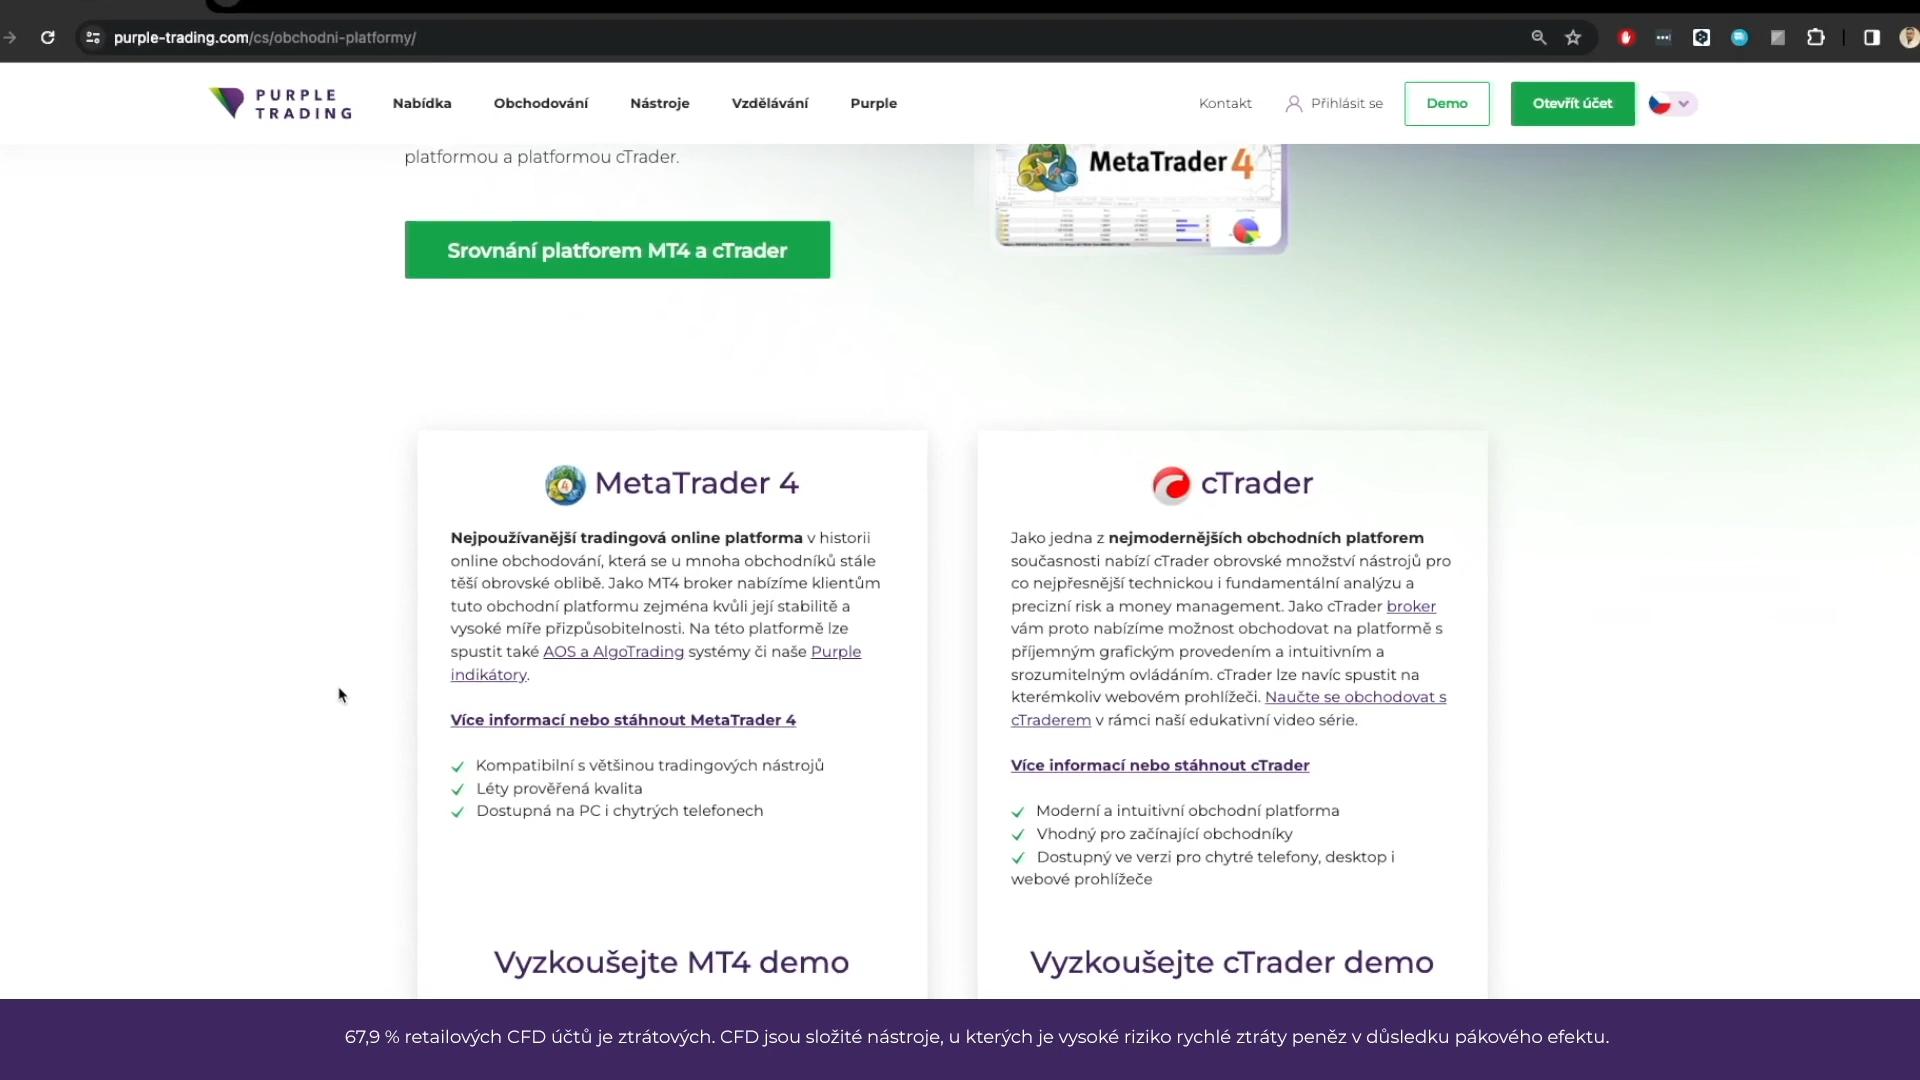 purple-trading.com/cs/obchodni-platformy/
PURPLE
TRADING
Nabídka
Obchodování
Nástroje
Vzdělávání
Purple
Kontakt
Přihlásit se
Demo
Otevřít účet
platformou a platformou cTrader.
MetaTrader 4
Srovnání platforem MT4 a cTrader
MetaTrader 4
Nejpoužívanější tradingová online platforma v historii
online obchodování, která se u mnoha obchodníků stále
těší obrovské oblibě. Jako MT4 broker nabízíme klientům
tuto obchodní platformu zejména kvůli její stabilitě a
vysoké míře přizpůsobitelnosti. Na této platformě lze
spustit také AOS a AlgoTrading systémy či naše Purple
indikátory.
Více informací nebo stáhnout MetaTrader 4
Kompatibilní s většinou tradingových nástrojů
Léty prověřená kvalita
Dostupná na PC i chytrých telefonech
Vyzkoušejte MT4 demo
cTrader
Jako jedna z nejmodernějších obchodních platforem
současnosti nabízí cTrader obrovské množství nástrojů pro
co nejpřesnější technickou i fundamentální analýzu a
precizní risk a money management. Jako cTrader broker
vám proto nabízíme možnost obchodovat na platformě s
příjemným grafickým provedením a intuitivním a
srozumitelným ovládáním. cTrader lze navíc spustit na
kterémkoliv webovém prohlížeči. Naučte se obchodovat s
cTraderem v rámci naší edukativní video série.
Více informací nebo stáhnout cTrader
Moderní a intuitivní obchodní platforma
Vhodný pro začínající obchodníky
Dostupný ve verzi pro chytré telefony, desktop i
webové prohlížeče
Vyzkoušejte cTrader demo
67,9 % retailových CFD účtů je ztrátových. CFD jsou složité nástroje, u kterých je vysoké riziko rychlé ztráty peněz v důsledku pákového efektu.